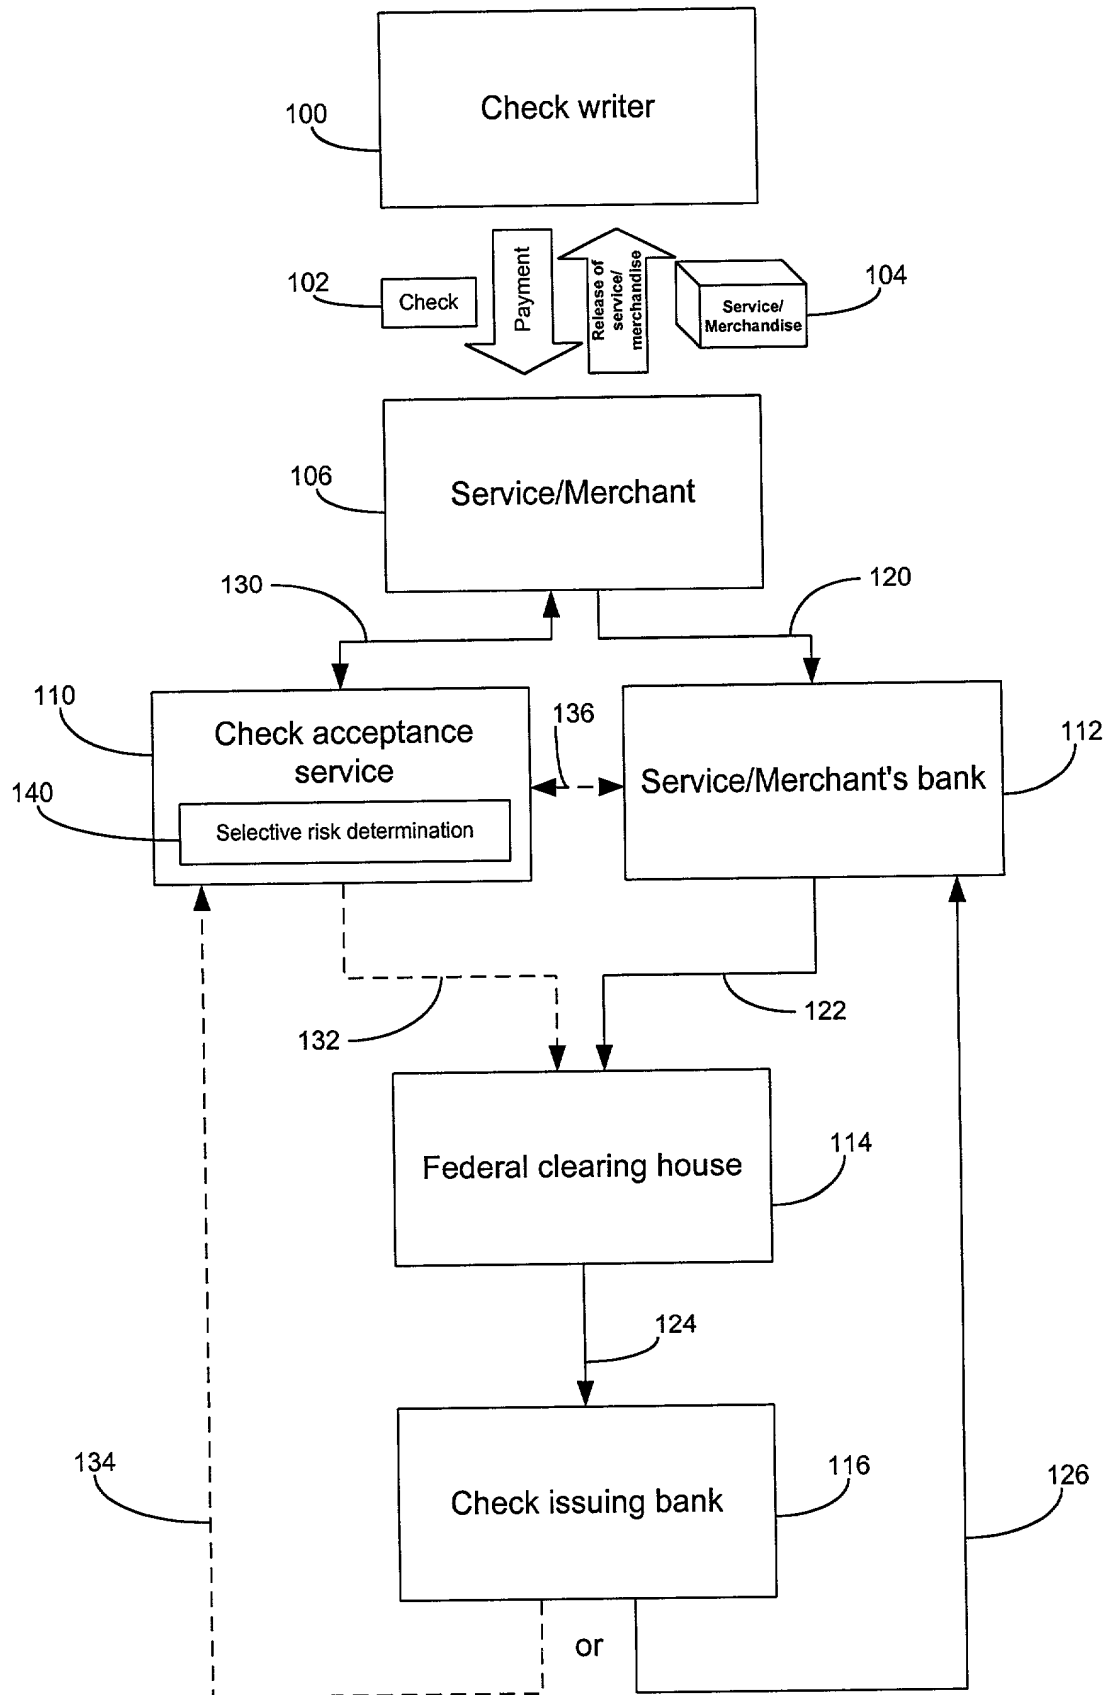 Check writer
100
102
Check
Payment
Release of
service/
merchandise
Service/
Merchandise
104
106
Service/Merchant
130
120
110
Check acceptance
service
136
112
Service/Merchant's bank
140
Selective risk determination
132
122
Federal clearing house
114
124
134
Check issuing bank
116
126
or